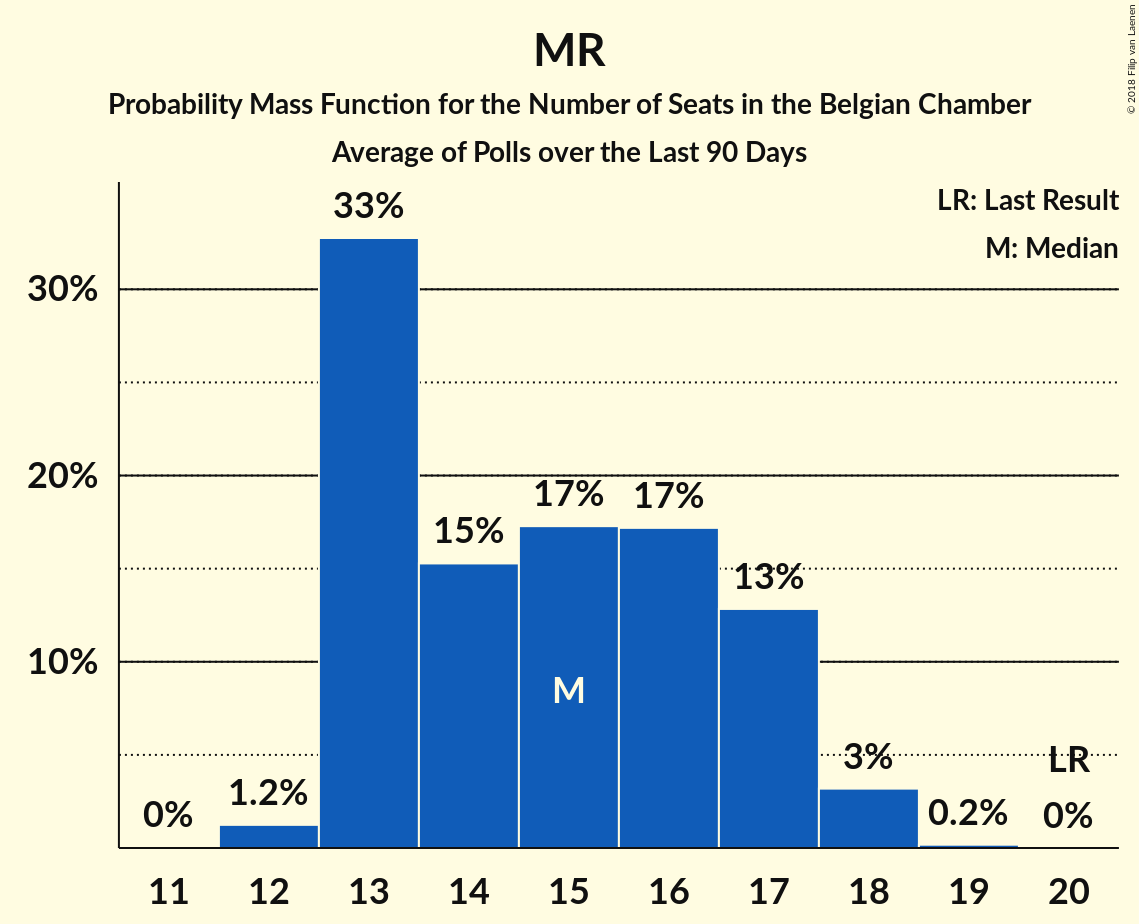 MR
Probability Mass Function for the Number of Seats in the Belgian Chamber
Average of Polls over the Last 90 Days
© 2018 Filip van Laenen
LR: Last Result
M: Median
33%
30%
20%
17% 17%
15%
13%
10%
M
3%
LR
1.2%
0%
0.2%
0%
11 12 13 14 15 16 17 18 19 20